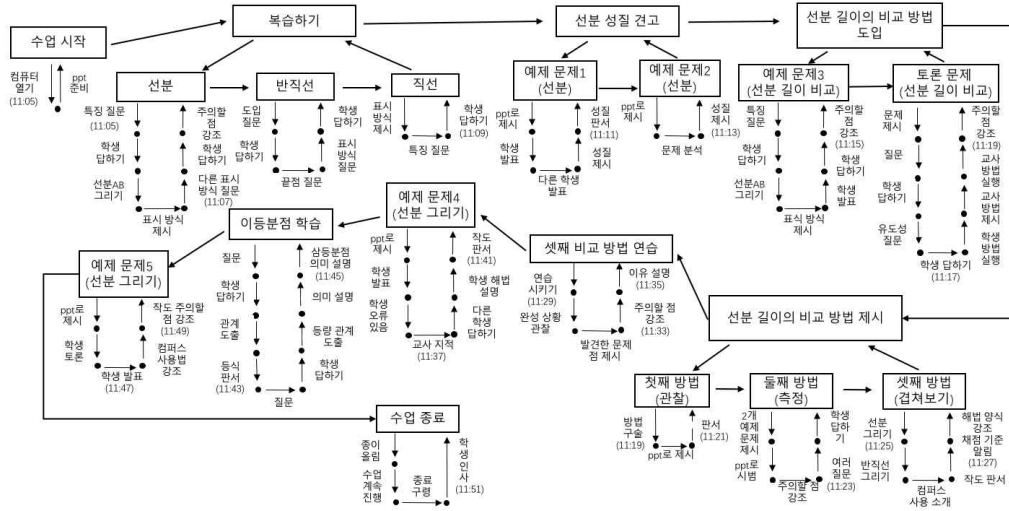 수업 시작
컴퓨터
열기
(11:05)
ppt
준비
복습하기
선분
특징 질문
(11:05)
학생
답하기
선분AB
그리기
표시 방식
제시
다른 표시
방식 질문
(11:07)
학생
답하기
주의할
점
강조
반직선
도입
질문
학생
답하기
끝점 질문
표시
방식
질문
학생
답하기
직선
표시
방식
제시
특징 질문
학생
답하기
(11:09)
선분 성질 견고
예제 문제1
(선분)
ppt로
제시
학생
발표
다른 학생
발표
성질
제시
성질
판서
(11:11)
예제 문제2
(선분)
ppt로
제시
문제 분석
성질
제시
(11:13)
선분 길이의 비교 방법
도입
예제 문제3
(선분 길이 비교)
특징
질문
학생
답하기
선분AB
그리기
표식 방식
제시
학생
발표
학생
답하기
주의할
점
강조
(11:15)
토론 문제
(선분 길이 비교)
문제
제시
질문
학생
답하기
유도성
질문
학생 답하기
(11:17)
학생
방법
실행
교사
방법
제시
교사
방법
실행
주의할
점
강조
(11:19)
선분 길이의 비교 방법 제시
첫째 방법
(관찰)
방법
구술
(11:19)
ppt로 제시
판서
(11:21)
둘째 방법
(측정)
2개
예제
문제
제시
ppt로
시범
주의할 점
강조
여러
질문
(11:23)
학생
답하
기
셋째 방법
(겹쳐보기)
선분
그리기
(11:25)
반직선
그리기
컴퍼스
사용 소개
작도 판서
해법 양식
강조
채점 기준
알림
(11:27)
셋째 비교 방법 연습
연습
시키기
(11:29)
완성 상황
관찰
발견한 문제
점 제시
주의할 점
강조
(11:33)
이유 설명
(11:35)
예제 문제4
(선분 그리기)
ppt로
제시
학생
발표
학생
오류
있음
교사 지적
(11:37)
다른
학생
답하기
학생 해법
설명
작도
판서
(11:41)
이등분점 학습
질문
학생
답하기
관계
도출
등식
판서
(11:43)
질문
학생
답하기
등량 관계
도출
의미 설명
삼등분점
의미 설명
(11:45)
예제 문제5
(선분 그리기)
ppt로
제시
학생
토론
학생 발표
(11:47)
컴퍼스
사용법
강조
작도 주의할
점 강조
(11:49)
수업 종료
종이
올림
수업
계속
진행
종료
구령
학
생
인
사
(11:51)